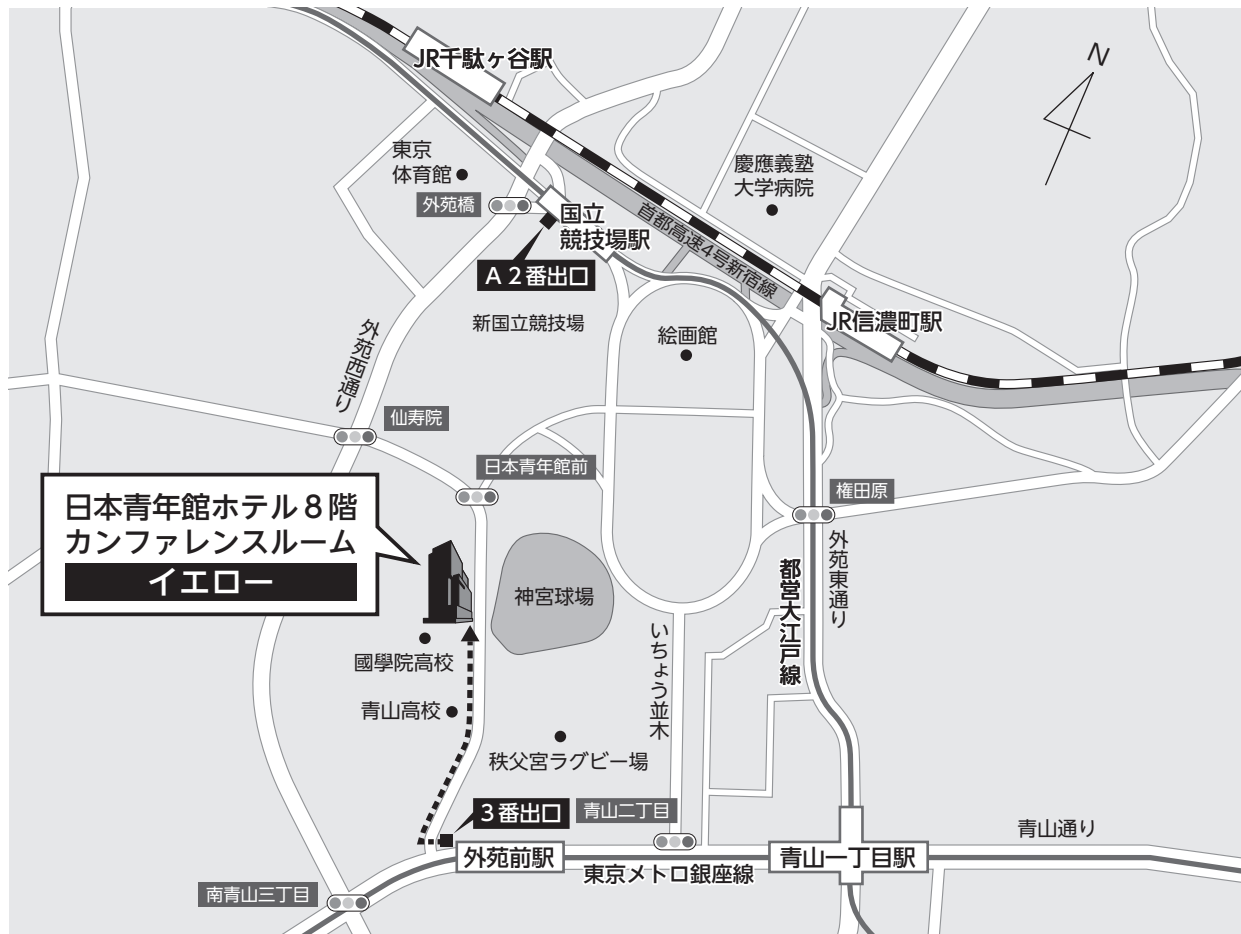 JR千駄ヶ谷駅
N
東京
体育館
慶應義塾
大学病院
外苑橋
国立
競技場駅
首都高速4号新宿線
A2番出口
新国立競技場
絵画館
JR信濃町駅
外苑西通り
仙寿院
日本青年館前
権田原
日本青年館ホテル8階
カンファレンスルーム
イエロー
外苑東通り
都営大江戸線
神宮球場
いちょう並木
國學院高校
青山高校
秩父宮ラグビー場
3番出口
青山二丁目
青山通り
外苑前駅
青山一丁目駅
東京メトロ銀座線
南青山三丁目